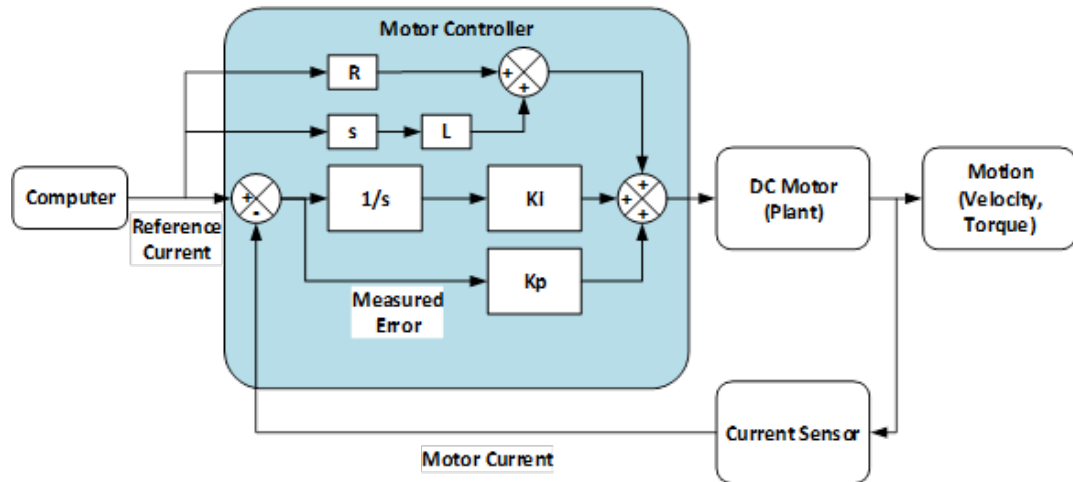 Motor Controller
R
+
+
s
L
Computer
Reference
Current
+
-
1/s
KI
+
+
+
Kp
Measured
Error
DC Motor
(Plant)
Motion
(Velocity,
Torque)
Current Sensor
Motor Current